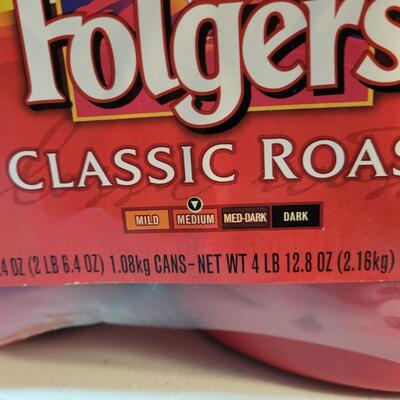 Folgers
CLASSIC ROAS
MILD MEDIUM MED-DARK DARK
.4 OZ (2 LB 6.4 OZ) 1.08kg CANS-NET WT 4 LB 12.8 OZ (2.16kg)